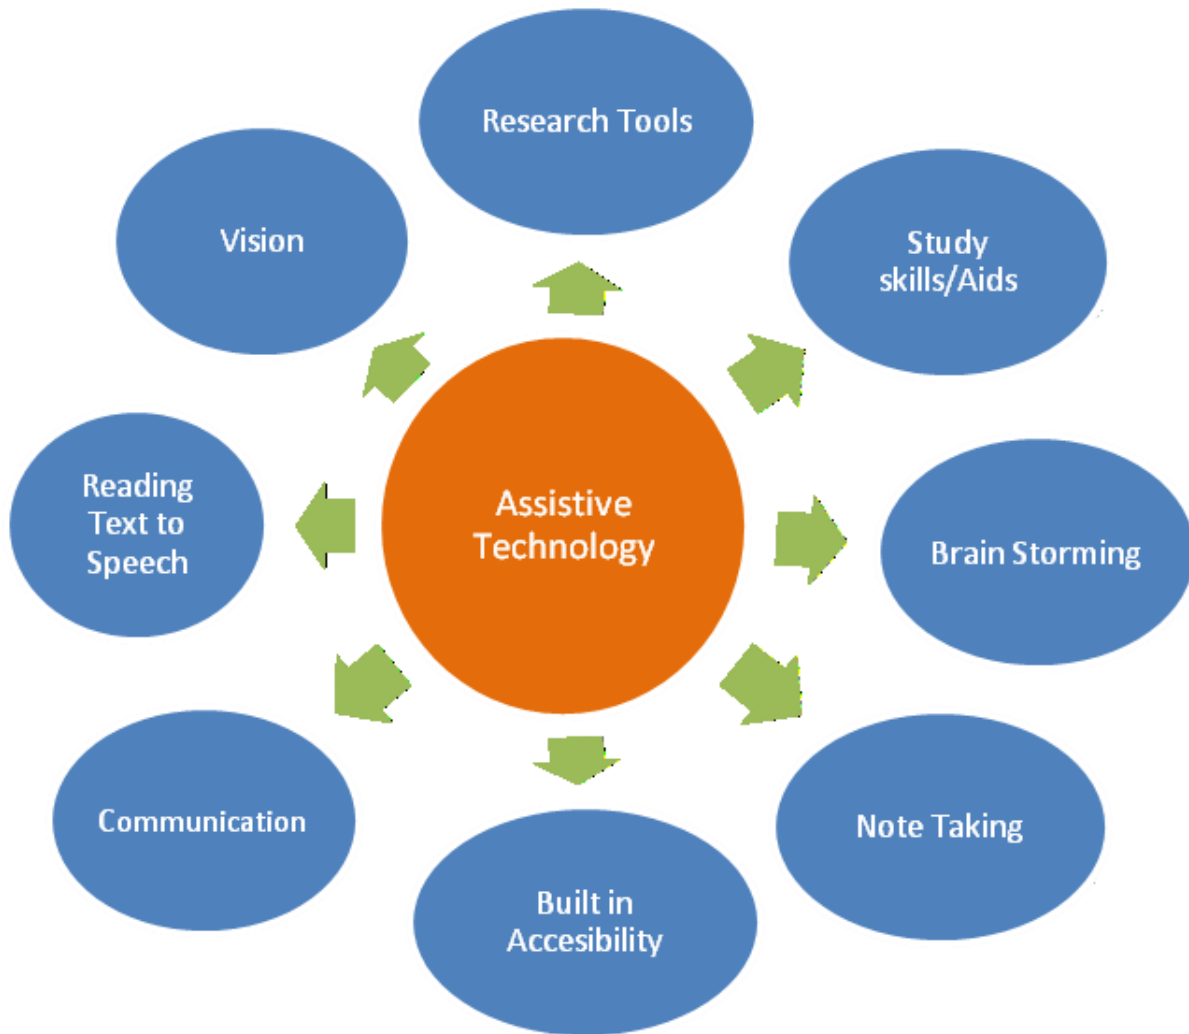 Research Tools
Vision
Study
skills/Aids
Reading
Text to
Speech
Assistive
Technology
Brain Storming
Communication
Note Taking
Built in
Accesibility